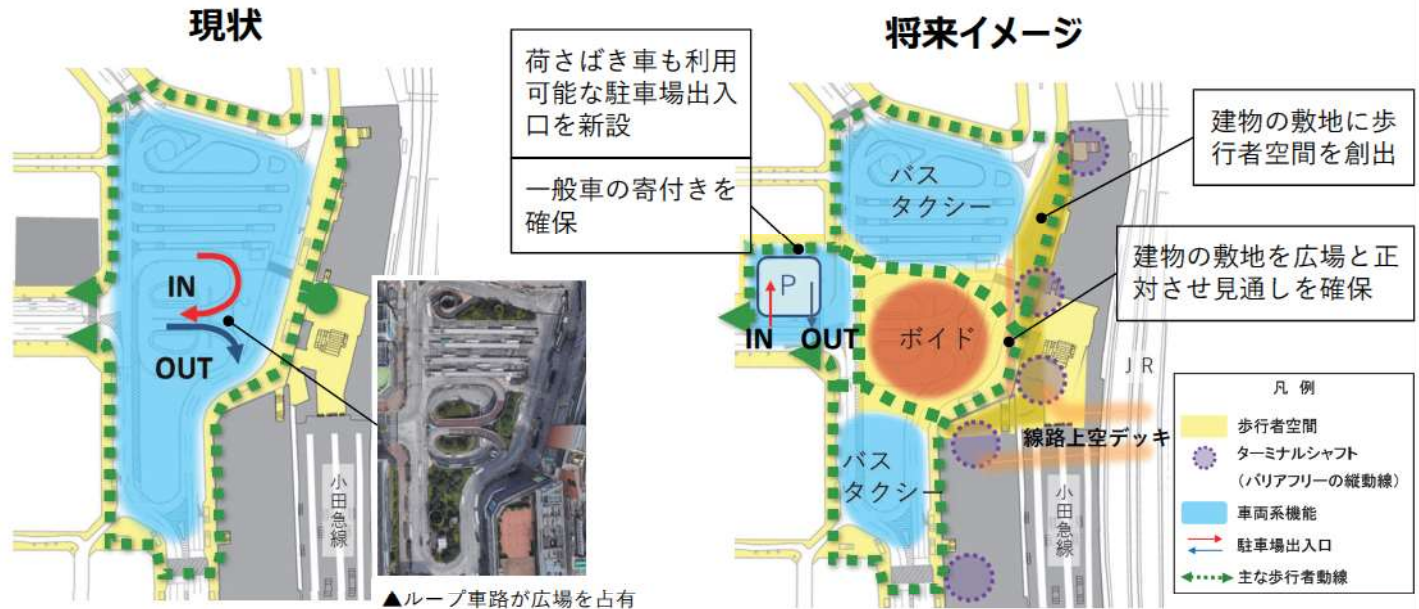 現状
IN
OUT
小田急線
▲ループ車路が広場を占有
将来イメージ
荷さばき車も利用
可能な駐車場出入
口を新設
一般車の寄付きを
確保
建物の敷地に歩
行者空間を創出
建物の敷地を広場と正
対させ見通しを確保
バス
タクシー
P
IN OUT
ボイド
JR
線路上空デッキ
バス
タクシー
小田急線
凡 例
歩行者空間
ターミナルシャフト
(バリアフリーの縦動線)
車両系機能
駐車場出入口
主な歩行者動線